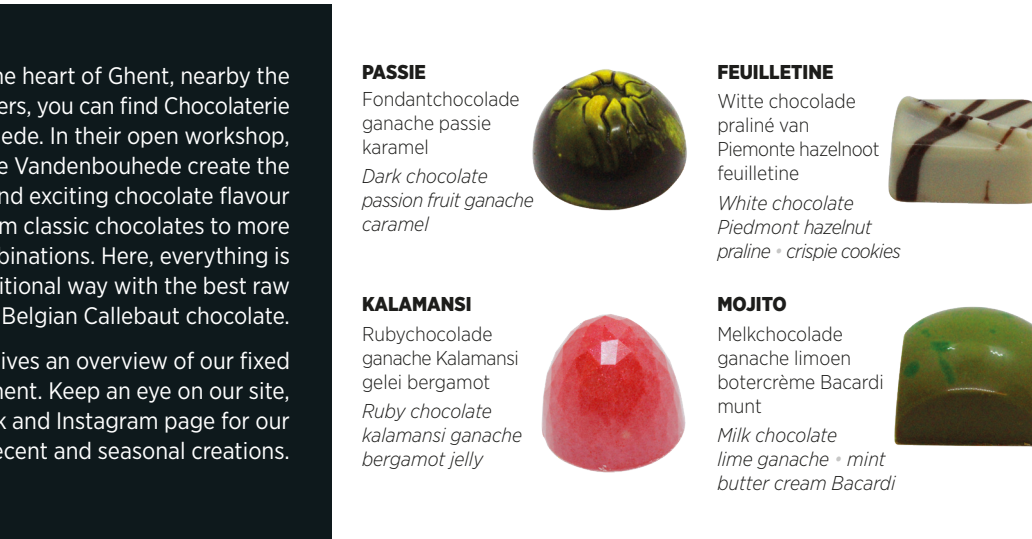 he heart of Ghent, nearby the
ers, you can find Chocolaterie
ede. In their open workshop,
e Vandenbouhede create the
nd exciting chocolate flavour
m classic chocolates to more
binations. Here, everything is
itional way with the best raw
Belgian Callebaut chocolate.
ives an overview of our fixed
ment. Keep an eye on our site,
k and Instagram page for our
ecent and seasonal creations.
PASSIE
Fondantchocolade
ganache passie
karamel
Dark chocolate
passion fruit ganache
caramel
FEUILLETINE
Witte chocolade
praliné van
Piemonte hazelnoot
feuilletine
White chocolate
Piedmont hazelnut
praline • crispie cookies
KALAMANSI
Rubychocolade
ganache Kalamansi
gelei bergamot
Ruby chocolate
kalamansi ganache
bergamot jelly
MOJITO
Melkchocolade
ganache limoen
botercrème Bacardi
munt
Milk chocolate
lime ganache • mint
butter cream Bacardi